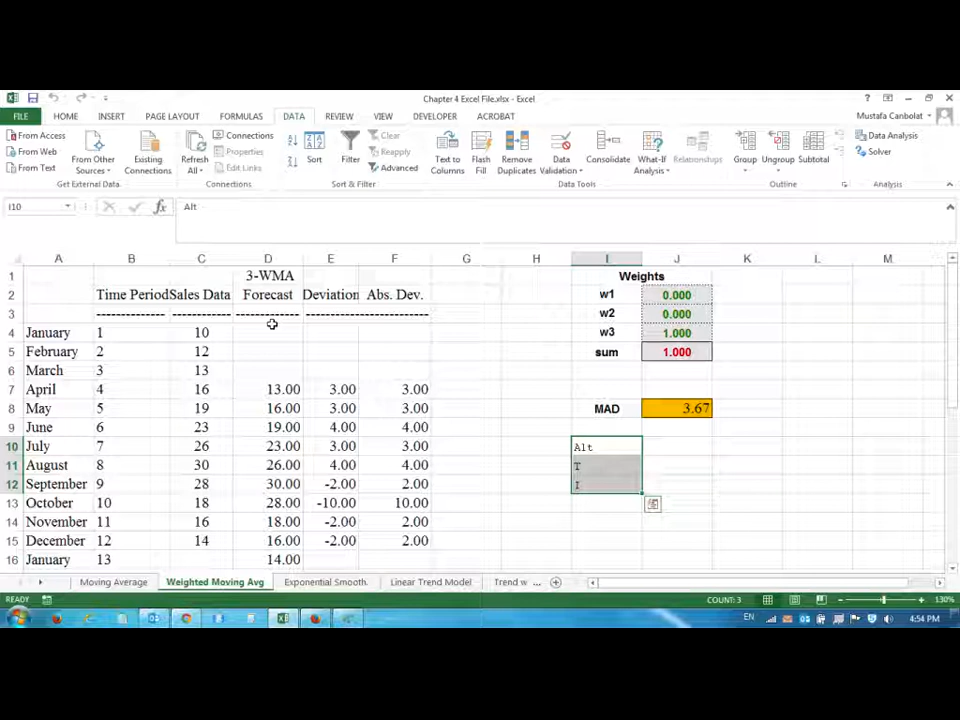 Chapter 4 Excel File.xlsx - Excel
FILE HOME INSERT PAGE LAYOUT FORMULAS DATA REVIEW VIEW DEVELOPER ACROBAT Mustafa Canbolat
From Access
From Web
From Text
From Other Sources
Existing Connections
Get External Data
Refresh All
Connections
Properties
Edit Links
Connections
Sort
Filter
Clear
Reapply
Advanced
Sort & Filter
Text to Columns
Flash Fill
Remove Duplicates
Data Validation
Consolidate
What-If Analysis
Relationships
Data Tools
Group
Ungroup
Subtotal
Outline
Data Analysis
Solver
Analysis
I10 fx Alt
A B C D E F G H I J K L M
1 3-WMA Weights
2 Time Period Sales Data Forecast Deviation Abs. Dev. w1 0.000
3 -------------- ------------- -------------- --------------------------- w2 0.000
4 January 1 10 w3 1.000
5 February 2 12 sum 1.000
6 March 3 13
7 April 4 16 13.00 3.00 3.00
8 May 5 19 16.00 3.00 3.00 MAD 3.67
9 June 6 23 19.00 4.00 4.00
10 July 7 26 23.00 3.00 3.00 Alt
11 August 8 30 26.00 4.00 4.00 T
12 September 9 28 30.00 -2.00 2.00 I
13 October 10 18 28.00 -10.00 10.00
14 November 11 16 18.00 -2.00 2.00
15 December 12 14 16.00 -2.00 2.00
16 January 13 14.00
Moving Average Weighted Moving Avg Exponential Smooth. Linear Trend Model Trend w ...
READY COUNT: 3 130%
EN 4:54 PM